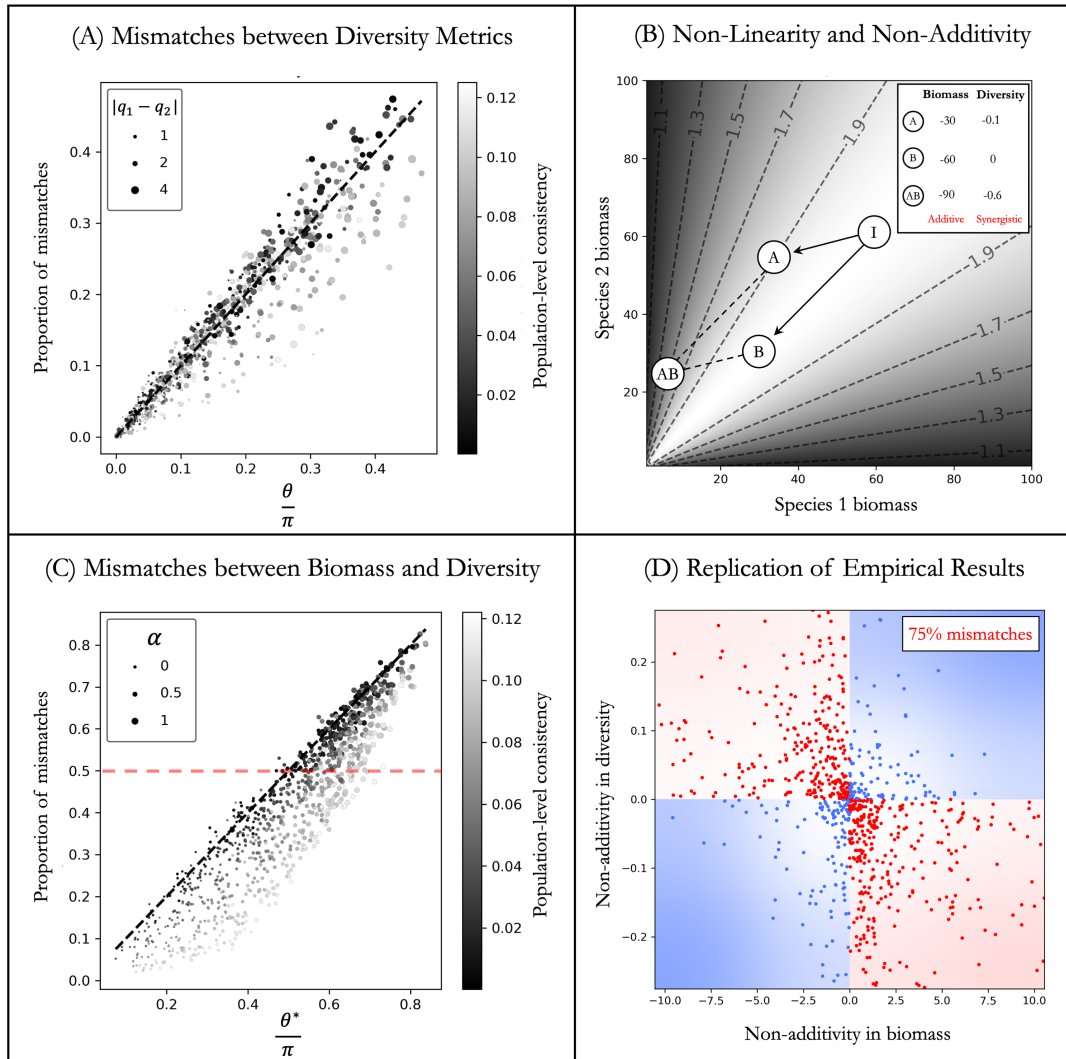 (A) Mismatches between Diversity Metrics
|q₁ − q₂|
1
2
4
0.4
0.3
0.2
0.1
0.0
Proportion of mismatches
0.0 0.1 0.2 0.3 0.4
θ/π
0.12
0.10
0.08
0.06
0.04
0.02
Population-level consistency
(B) Non-Linearity and Non-Additivity
Biomass Diversity
A -30 -0.1
B -60 0
AB -90 -0.6
Additive Synergistic
100
80
60
40
20
Species 2 biomass
1.1 1.3 1.5 1.7 1.9
I
A
B
AB
1.9
1.7
1.5
1.3
1.1
20 40 60 80 100
Species 1 biomass
(C) Mismatches between Biomass and Diversity
α
0
0.5
1
0.8
0.7
0.6
0.5
0.4
0.3
0.2
0.1
0.0
Proportion of mismatches
0.2 0.4 0.6 0.8
θ*/π
0.12
0.10
0.08
0.06
0.04
0.02
Population-level consistency
(D) Replication of Empirical Results
75% mismatches
0.2
0.1
0.0
−0.1
−0.2
Non-additivity in diversity
−10.0 −7.5 −5.0 −2.5 0.0 2.5 5.0 7.5 10.0
Non-additivity in biomass